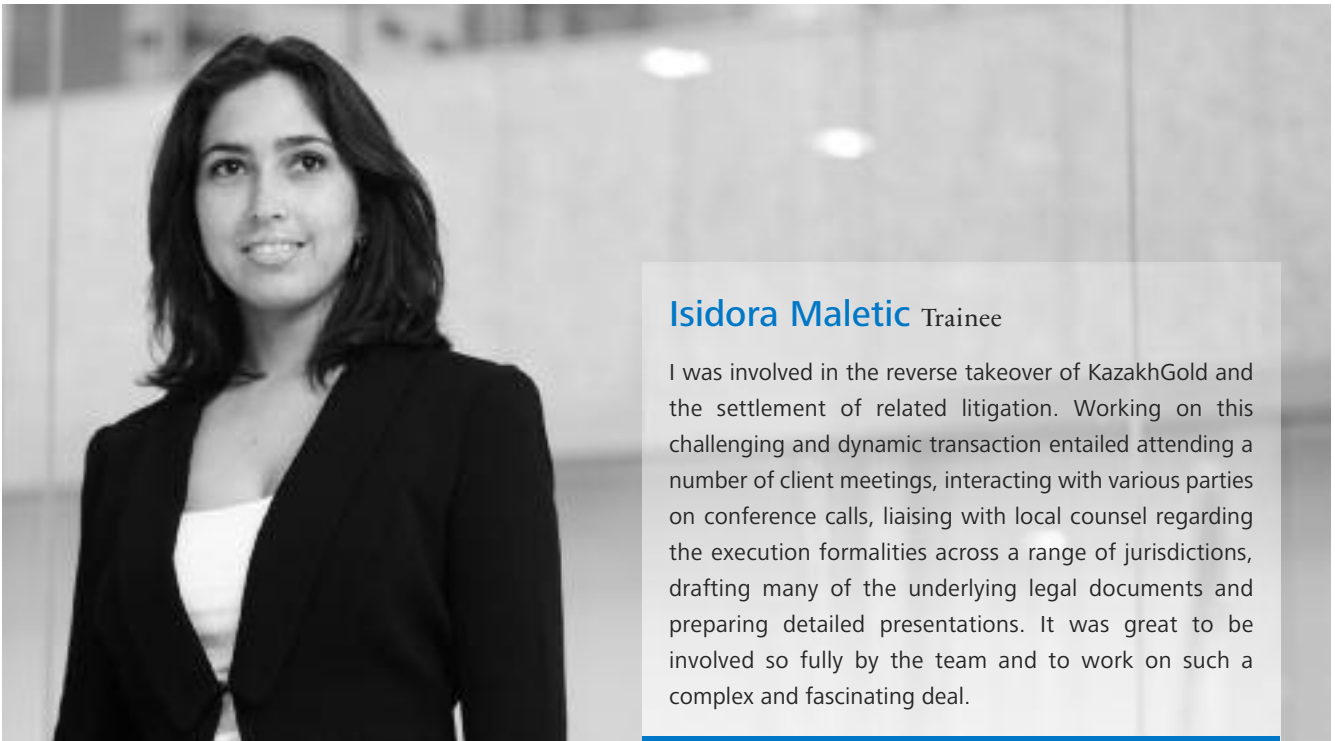 Isidora Maletic Trainee
I was involved in the reverse takeover of KazakhGold and
the settlement of related litigation. Working on this
challenging and dynamic transaction entailed attending a
number of client meetings, interacting with various parties
on conference calls, liaising with local counsel regarding
the execution formalities across a range of jurisdictions,
drafting many of the underlying legal documents and
preparing detailed presentations. It was great to be
involved so fully by the team and to work on such a
complex and fascinating deal.